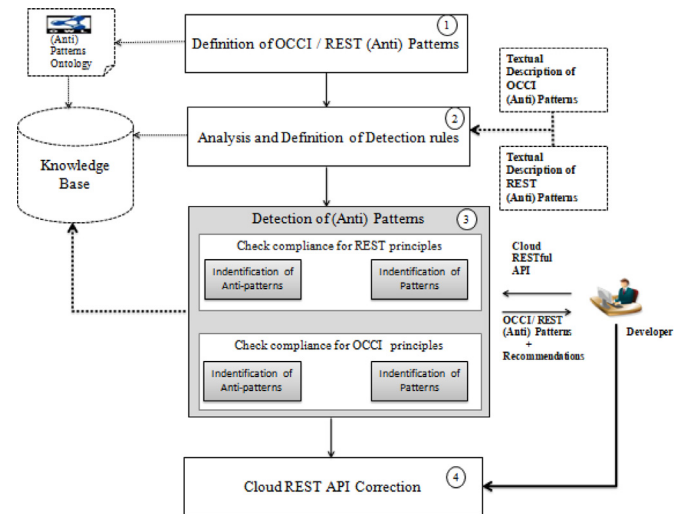 OWL
(Anti)
Patterns
Ontology
1
Definition of OCCI / REST (Anti) Patterns
Textual
Description of
OCCI
(Anti) Patterns
2
Analysis and Definition of Detection rules
Knowledge
Base
Textual
Description of
REST
(Anti) Patterns
Detection of (Anti) Patterns
3
Check compliance for REST principles
Indentification of
Anti-patterns
Indentification of
Patterns
Cloud
RESTful
API
OCCI/ REST
(Anti) Patterns
+
Recommendations
Developer
Check compliance for OCCI principles
Indentification of
Anti-patterns
Indentification of
Patterns
4
Cloud REST API Correction